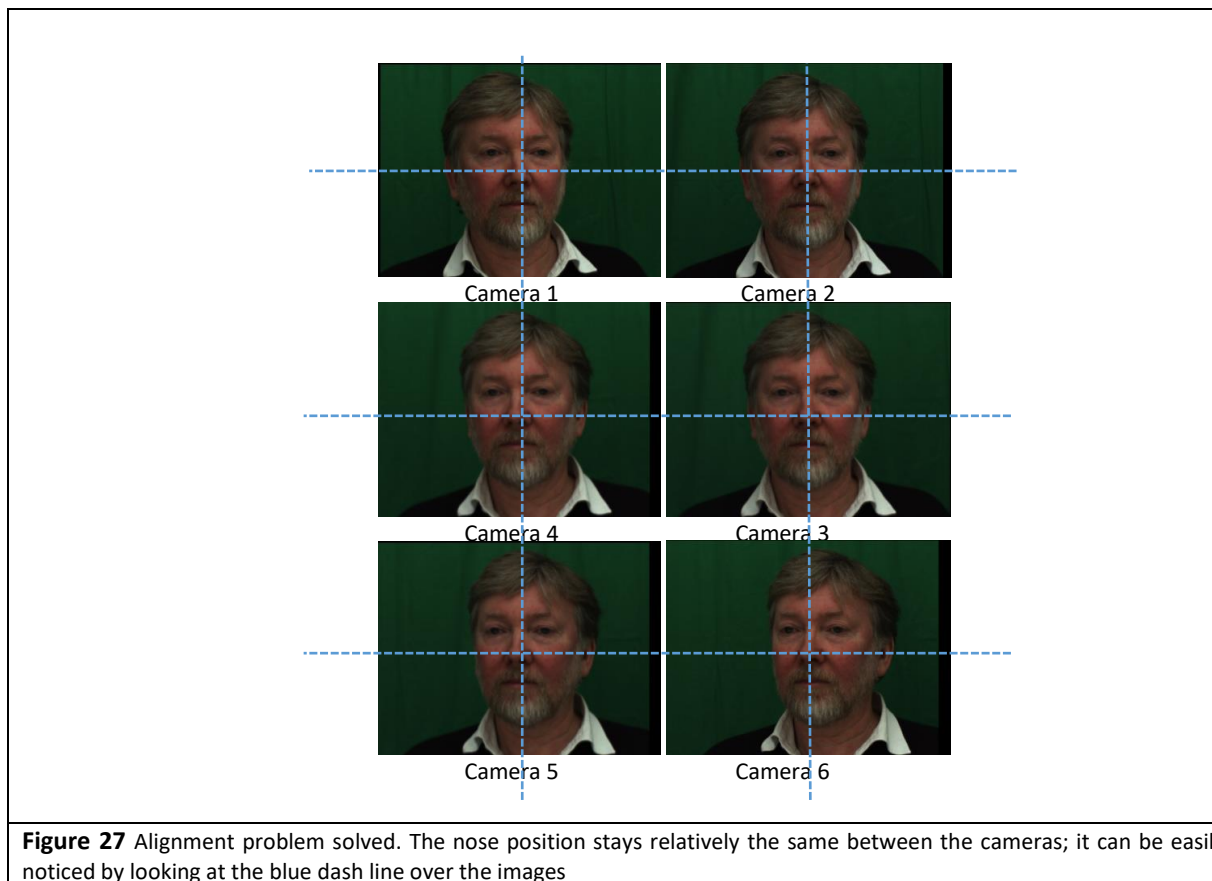 Camera 1 Camera 2
Camera 4 Camera 3
Camera 5 Camera 6
Figure 27 Alignment problem solved. The nose position stays relatively the same between the cameras; it can be easil
noticed by looking at the blue dash line over the images